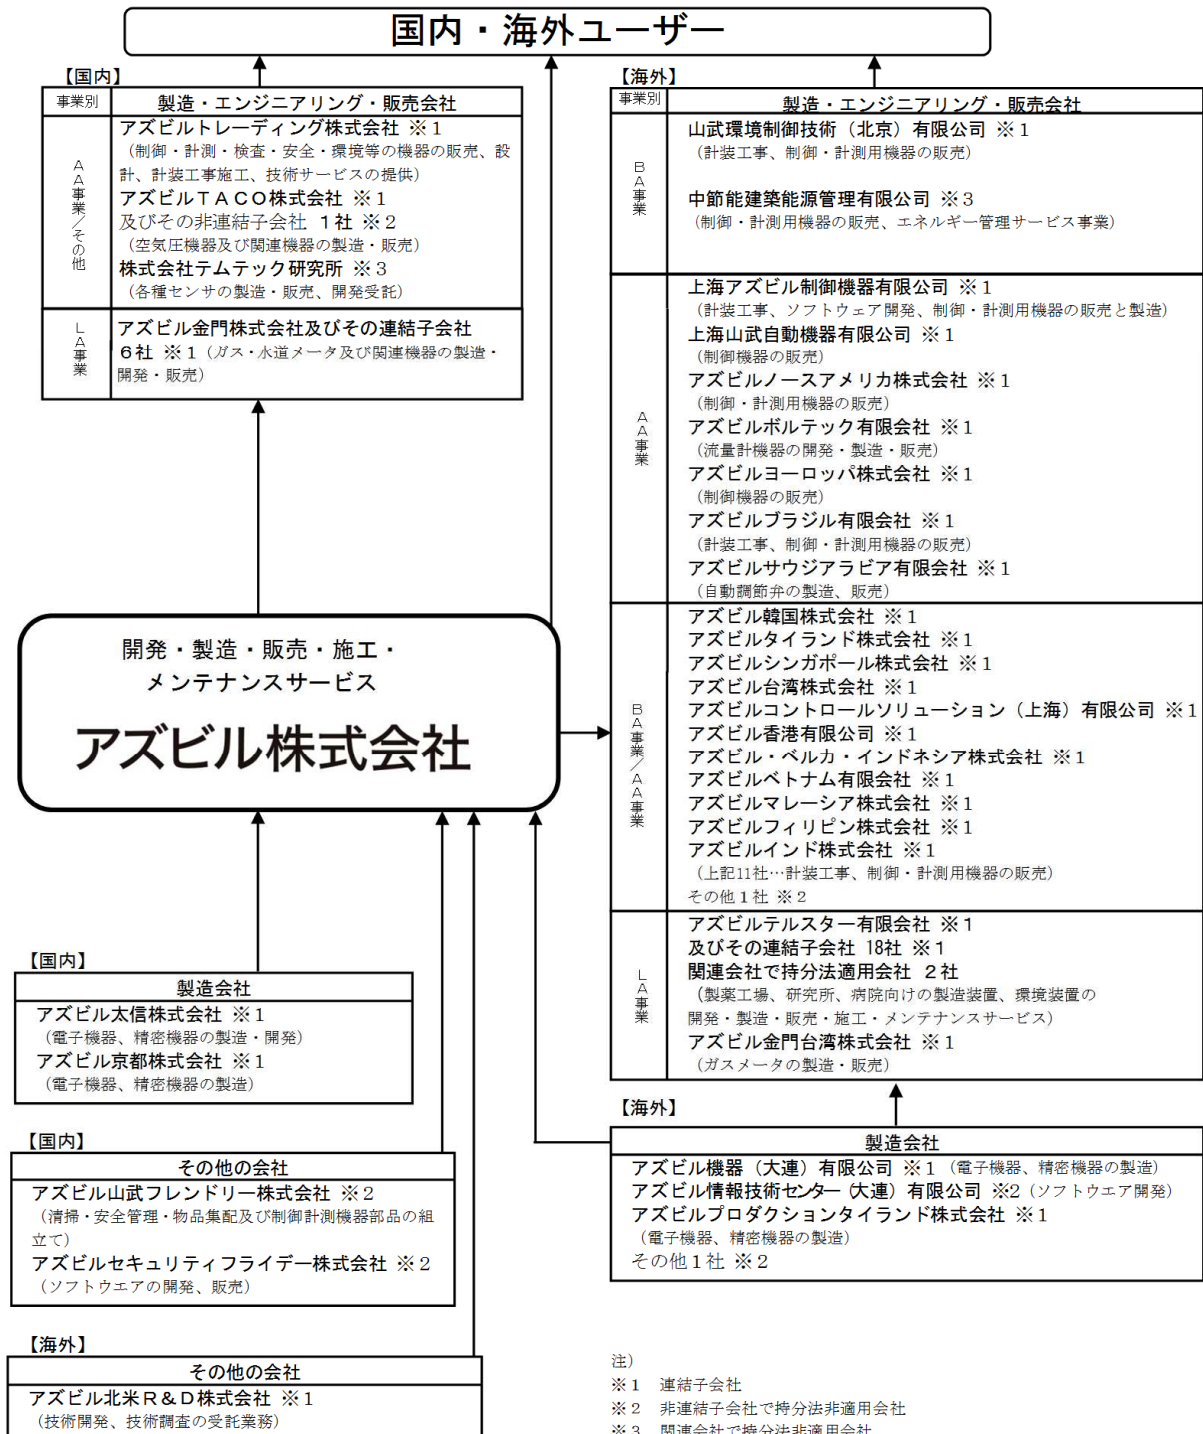 国内・海外ユーザー
【国内】
事業別
製造・エンジニアリング・販売会社
AA事業／その他
アズビルトレーディング株式会社 ※1
（制御・計測・検査・安全・環境等の機器の販売、設
計、計装工事施工、技術サービスの提供）
アズビルTACO株式会社 ※1
及びその非連結子会社 1社 ※2
（空気圧機器及び関連機器の製造・販売）
株式会社テムテック研究所 ※3
（各種センサの製造・販売、開発受託）
LA事業
アズビル金門株式会社及びその連結子会社
6社 ※1（ガス・水道メータ及び関連機器の製造・
開発・販売）
【海外】
事業別
製造・エンジニアリング・販売会社
BA事業
山武環境制御技術（北京）有限公司 ※1
（計装工事、制御・計測用機器の販売）
中節能建築能源管理有限公司 ※3
（制御・計測用機器の販売、エネルギー管理サービス事業）
AA事業
上海アズビル制御機器有限公司 ※1
（計装工事、ソフトウェア開発、制御・計測用機器の販売と製造）
上海山武自動機器有限公司 ※1
（制御機器の販売）
アズビルノースアメリカ株式会社 ※1
（制御・計測用機器の販売）
アズビルボルテック有限会社 ※1
（流量計機器の開発・製造・販売）
アズビルヨーロッパ株式会社 ※1
（制御機器の販売）
アズビルブラジル有限会社 ※1
（計装工事、制御・計測用機器の販売）
アズビルサウジアラビア有限会社 ※1
（自動調節弁の製造、販売）
BA事業／AA事業
アズビル韓国株式会社 ※1
アズビルタイランド株式会社 ※1
アズビルシンガポール株式会社 ※1
アズビル台湾株式会社 ※1
アズビルコントロールソリューション（上海）有限公司 ※1
アズビル香港有限公司 ※1
アズビル・ベルカ・インドネシア株式会社 ※1
アズビルベトナム有限会社 ※1
アズビルマレーシア株式会社 ※1
アズビルフィリピン株式会社 ※1
アズビルインド株式会社 ※1
（上記11社…計装工事、制御・計測用機器の販売）
その他1社 ※2
LA事業
アズビルテルスター有限会社 ※1
及びその連結子会社 18社 ※1
関連会社で持分法適用会社 2社
（製薬工場、研究所、病院向けの製造装置、環境装置の
開発・製造・販売・施工・メンテナンスサービス）
アズビル金門台湾株式会社 ※1
（ガスメータの製造・販売）
開発・製造・販売・施工・
メンテナンスサービス
アズビル株式会社
【国内】
製造会社
アズビル太信株式会社 ※1
（電子機器、精密機器の製造・開発）
アズビル京都株式会社 ※1
（電子機器、精密機器の製造）
【国内】
その他の会社
アズビル山武フレンドリー株式会社 ※2
（清掃・安全管理・物品集配及び制御計測機器部品の組
立て）
アズビルセキュリティフライデー株式会社 ※2
（ソフトウエアの開発、販売）
【海外】
その他の会社
アズビル北米R＆D株式会社 ※1
（技術開発、技術調査の受託業務）
【海外】
製造会社
アズビル機器（大連）有限公司 ※1（電子機器、精密機器の製造）
アズビル情報技術センター（大連）有限公司 ※2（ソフトウエア開発）
アズビルプロダクションタイランド株式会社 ※1
（電子機器、精密機器の製造）
その他1社 ※2
注）
※1 連結子会社
※2 非連結子会社で持分法非適用会社
※3 関連会社で持分法非適用会社